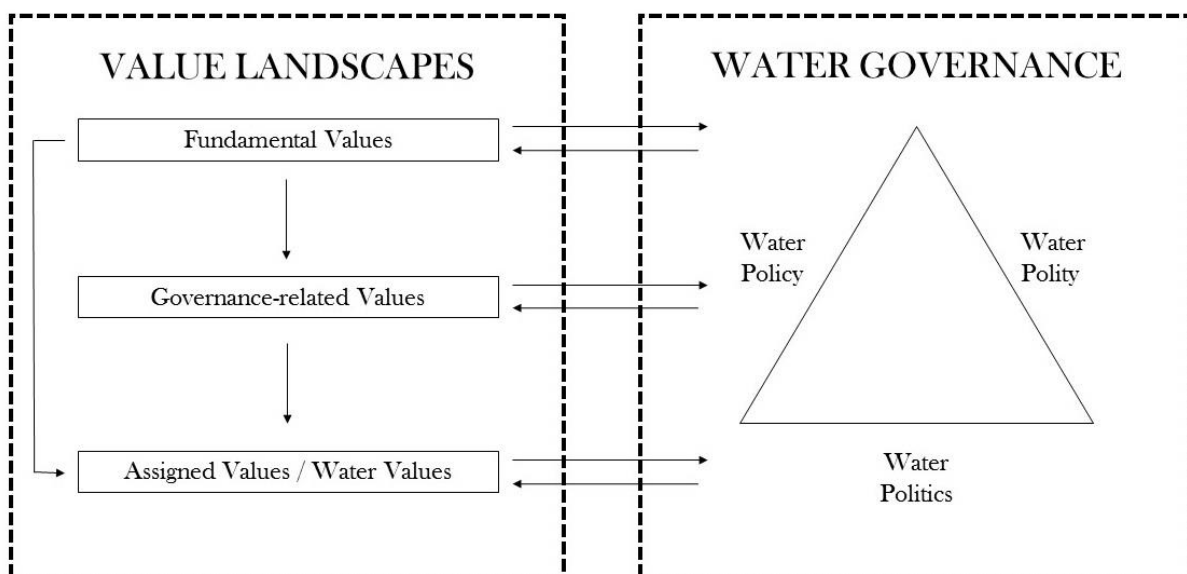 VALUE LANDSCAPES
Fundamental Values
Governance-related Values
Assigned Values / Water Values
WATER GOVERNANCE
Water
Policy
Water
Polity
Water
Politics